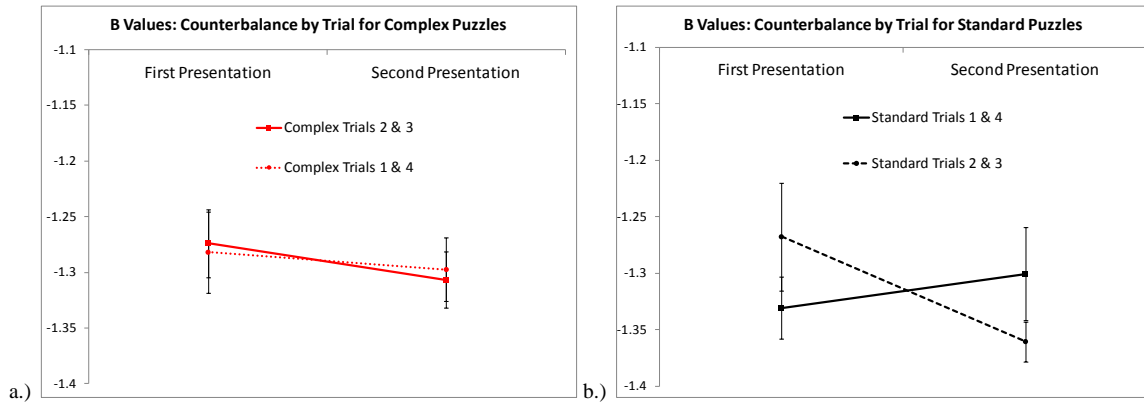 B Values: Counterbalance by Trial for Complex Puzzles
-1.1
First Presentation Second Presentation
-1.15
Complex Trials 2 & 3
Complex Trials 1 & 4
-1.2
-1.25
-1.3
-1.35
-1.4
a.)
B Values: Counterbalance by Trial for Standard Puzzles
-1.1
First Presentation Second Presentation
-1.15
Standard Trials 1 & 4
Standard Trials 2 & 3
-1.2
-1.25
-1.3
-1.35
-1.4
b.)